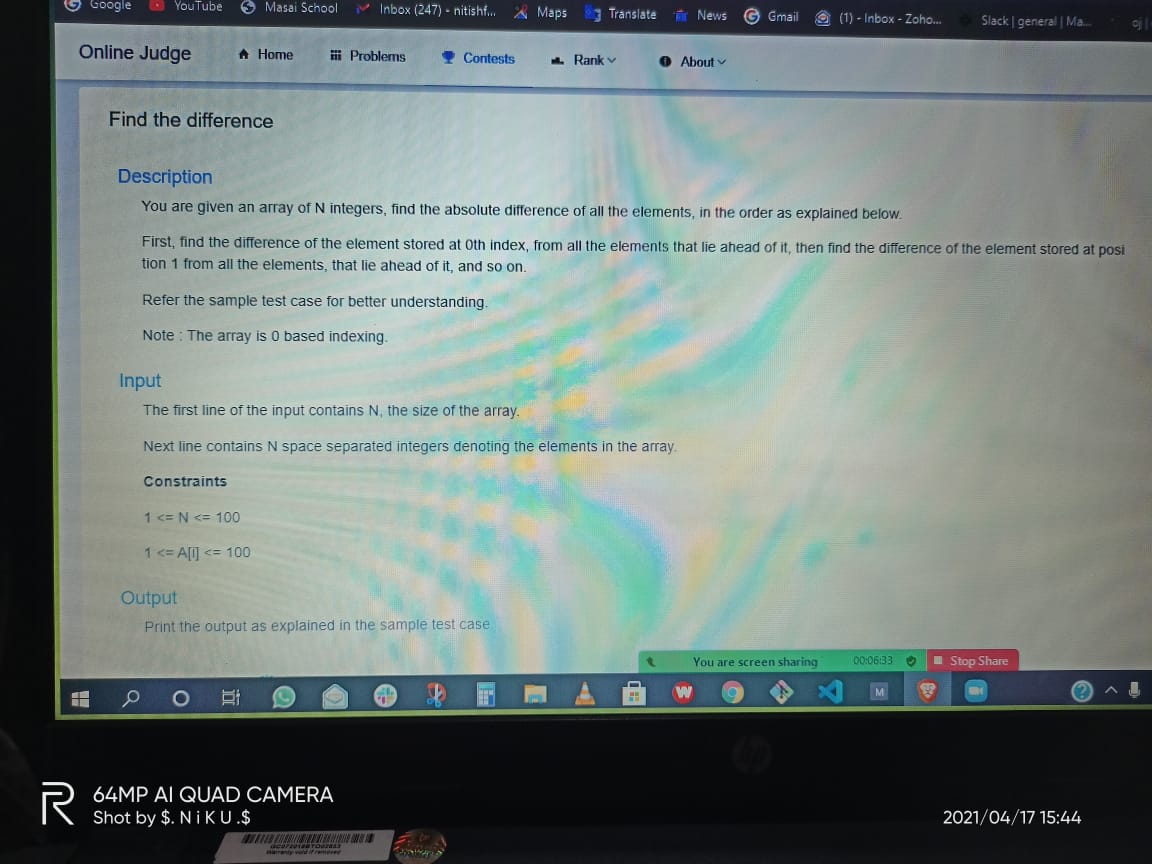 Google YouTube Masai School Inbox (247) - nitishf... Maps Translate News Gmail (1) - Inbox - Zoho... Slack | general | Ma...
Online Judge Home Problems Contests Rank About
Find the difference
Description
You are given an array of N integers, find the absolute difference of all the elements, in the order as explained below.
First, find the difference of the element stored at 0th index, from all the elements that lie ahead of it, then find the difference of the element stored at posi
tion 1 from all the elements, that lie ahead of it, and so on.
Refer the sample test case for better understanding.
Note : The array is 0 based indexing.
Input
The first line of the input contains N, the size of the array.
Next line contains N space separated integers denoting the elements in the array.
Constraints
1 <= N <= 100
1 <= A[i] <= 100
Output
Print the output as explained in the sample test case
You are screen sharing 00:06:33 Stop Share
hp
R 64MP AI QUAD CAMERA
Shot by $. N i K U .$
2021/04/17 15:44
Warranty void if removed